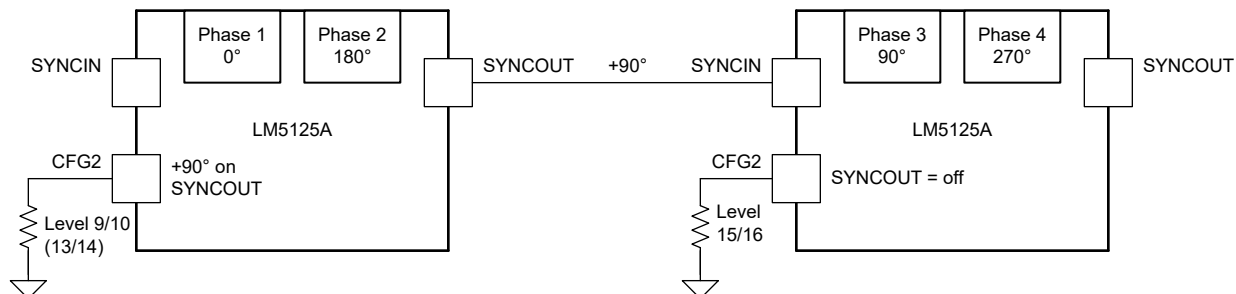 Phase 1
0°
Phase 2
180°
SYNCIN
SYNCOUT
LM5125A
CFG2
+90° on
SYNCOUT
Level 9/10
(13/14)
+90°
SYNCIN
Phase 3
90°
Phase 4
270°
SYNCOUT
LM5125A
CFG2
SYNCOUT = off
Level
15/16